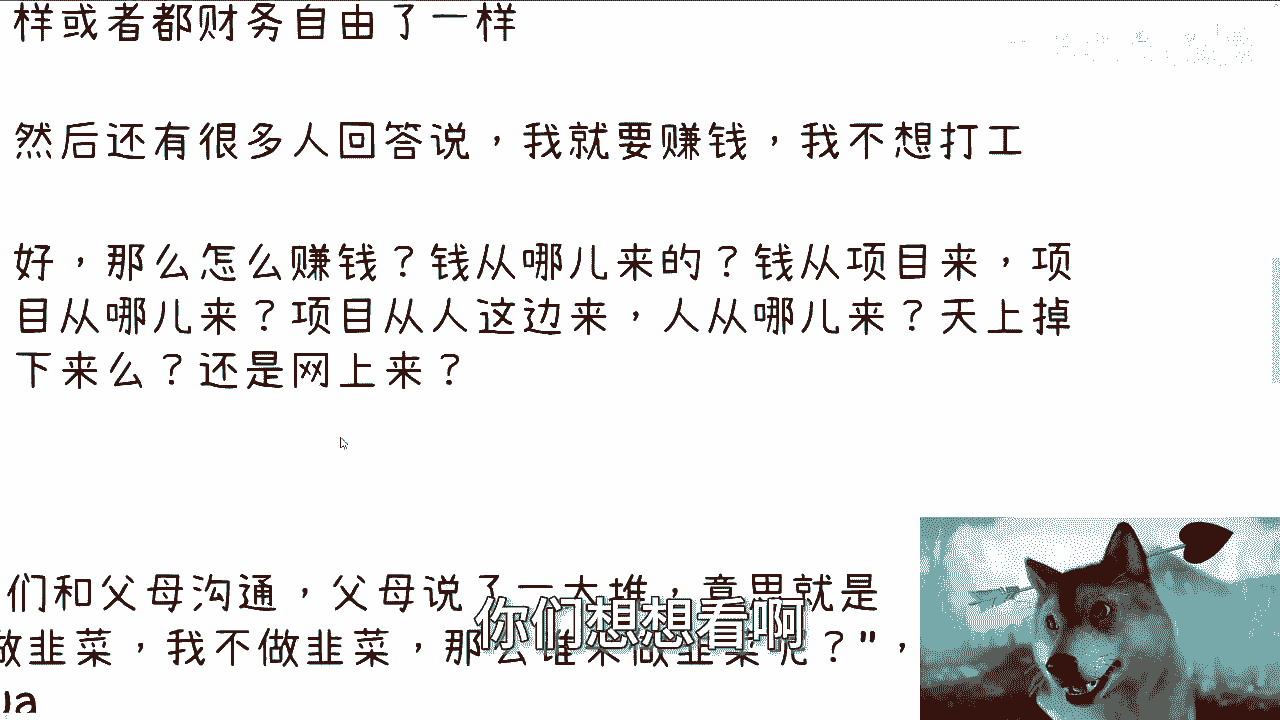 样或者都财务自由了一样
然后还有很多人回答说，我就要赚钱，我不想打工
好，那么怎么赚钱？钱从哪儿来的？钱从项目来，项
目从哪儿来？项目从人这边来，人从哪儿来？天上掉
下来么？还是网上来？
们和父母沟通，父母说了一大堆，意思就是
做韭菜，我不做韭菜，那么谁来做韭菜呢？"，
你们想想看啊
ua